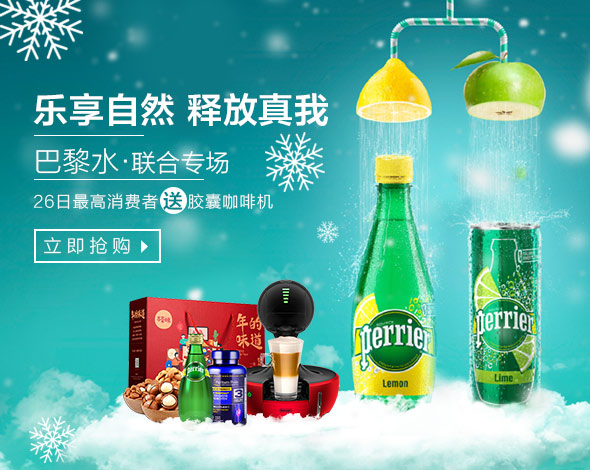 乐享自然 释放真我
巴黎水·联合专场
26日最高消费者送胶囊咖啡机
立即抢购
perrier
Lemon
perrier
Lime
年的
味道
perrier
3